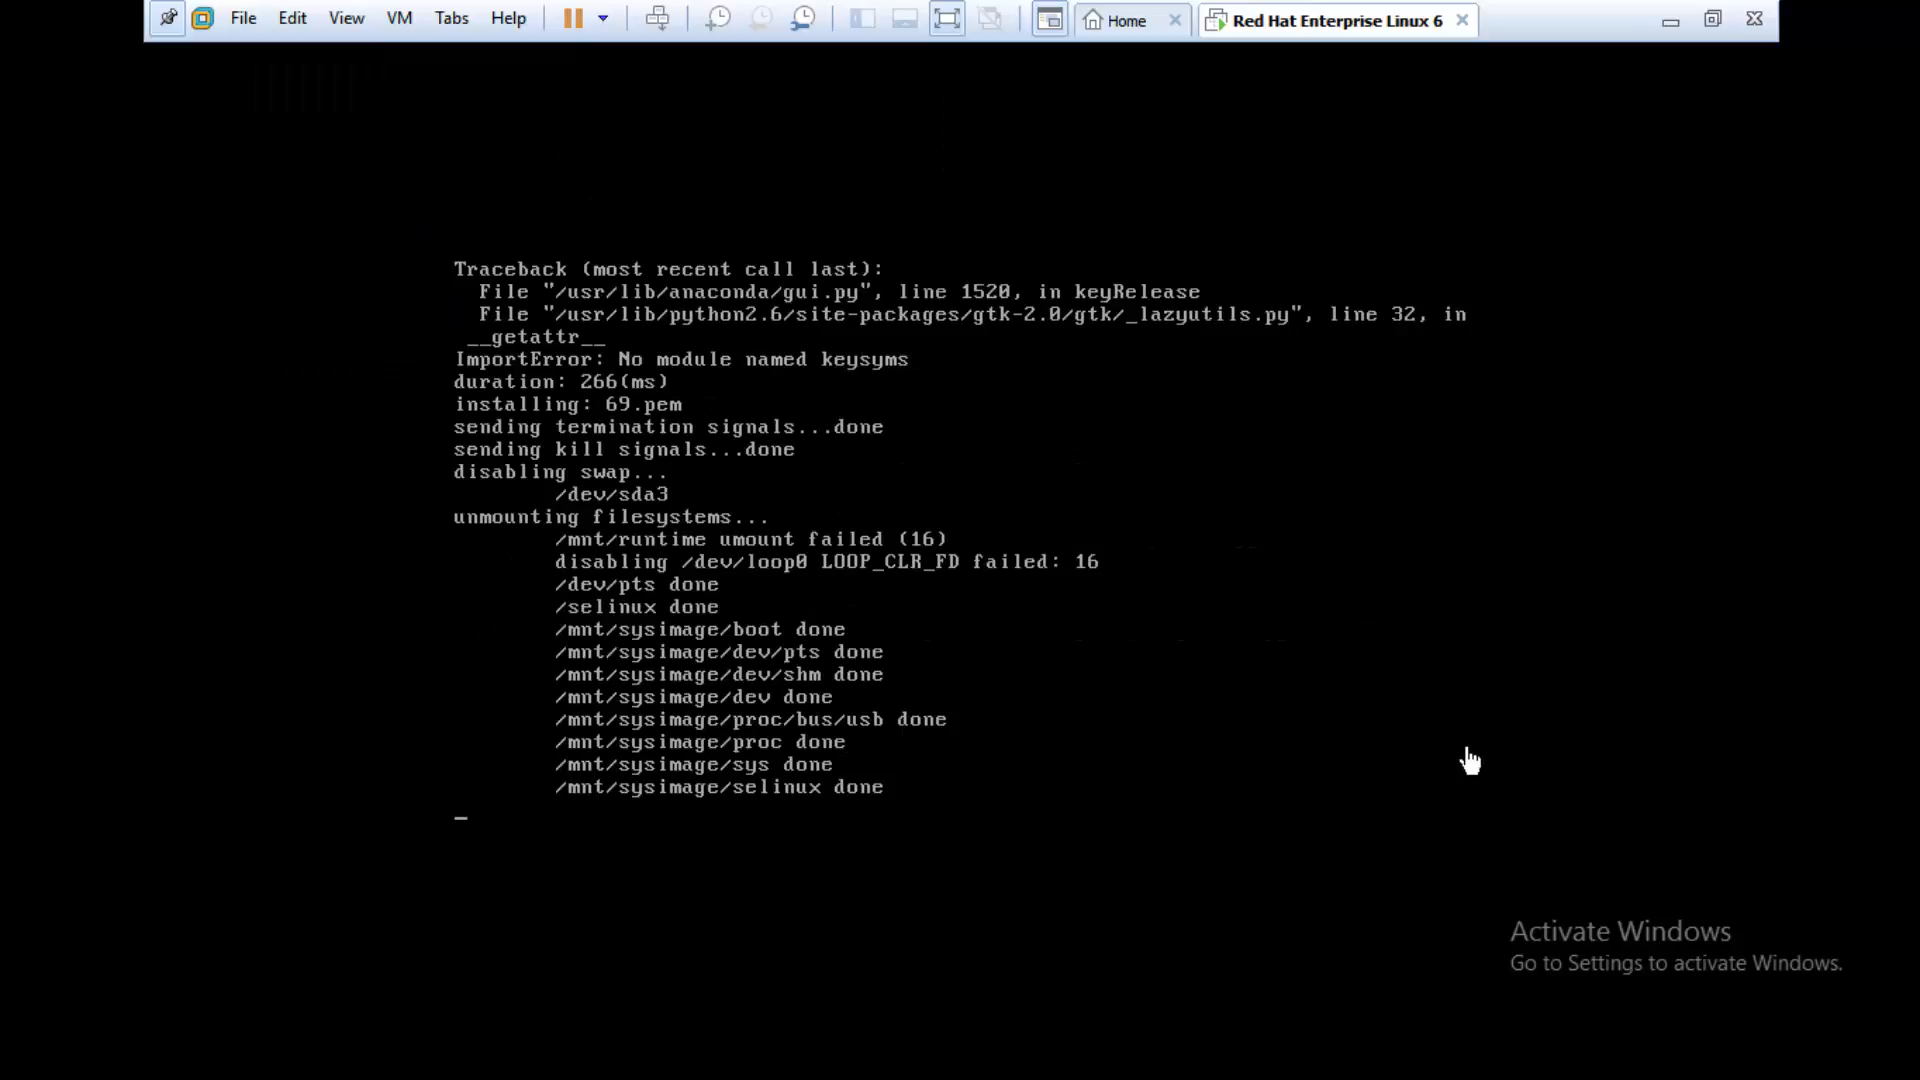 File Edit View VM Tabs Help Home Red Hat Enterprise Linux 6
Traceback (most recent call last):
File "/usr/lib/anaconda/gui.py", line 1520, in keyRelease
File "/usr/lib/python2.6/site-packages/gtk-2.0/gtk/_lazyutils.py", line 32, in
__getattr__
ImportError: No module named keysyms
duration: 266(ms)
installing: 69.pem
sending termination signals...done
sending kill signals...done
disabling swap...
/dev/sda3
unmounting filesystems...
/mnt/runtime umount failed (16)
disabling /dev/loop0 LOOP_CLR_FD failed: 16
/dev/pts done
/selinux done
/mnt/sysimage/boot done
/mnt/sysimage/dev/pts done
/mnt/sysimage/dev/shm done
/mnt/sysimage/dev done
/mnt/sysimage/proc/bus/usb done
/mnt/sysimage/proc done
/mnt/sysimage/sys done
/mnt/sysimage/selinux done
Activate Windows
Go to Settings to activate Windows.